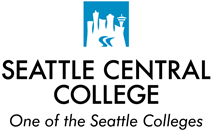 SEATTLE CENTRAL
COLLEGE
One of the Seattle Colleges